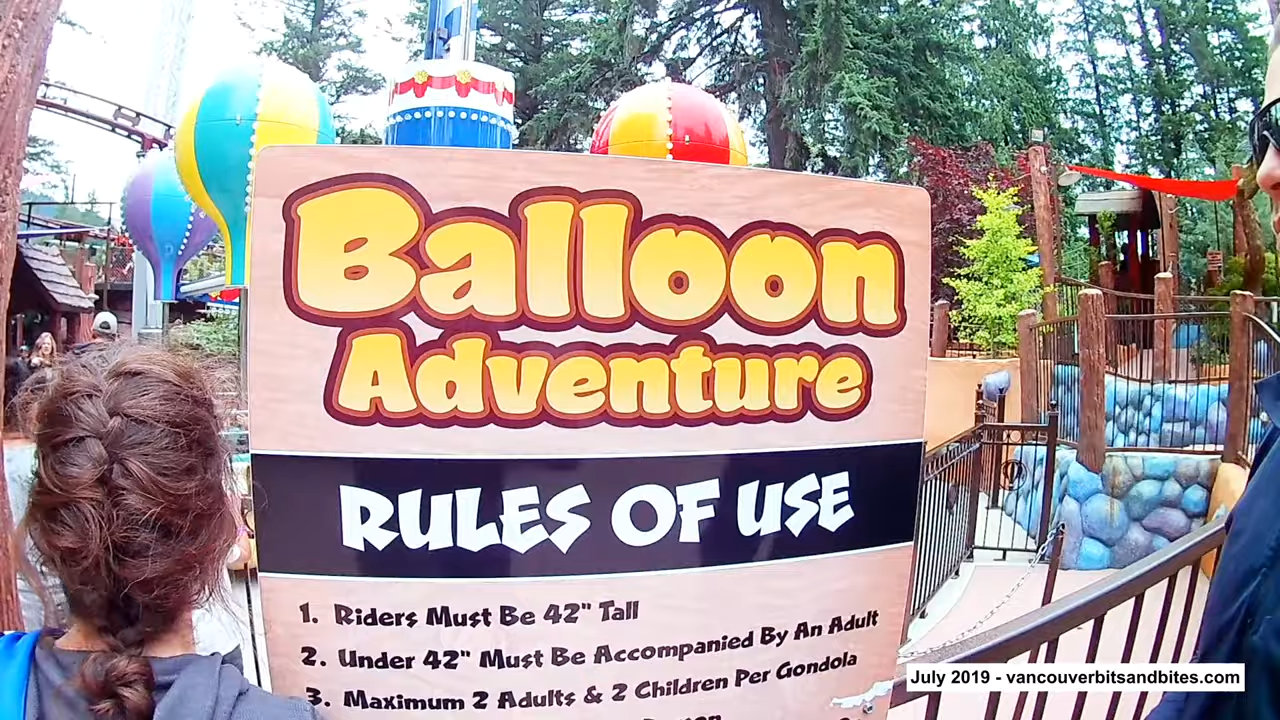 Balloon
Adventure
RULES OF USE
1. Riders Must Be 42" Tall
2. Under 42" Must Be Accompanied By An Adult
3. Maximum 2 Adults & 2 Children Per Gondola
July 2019 - vancouverbitsandbites.com